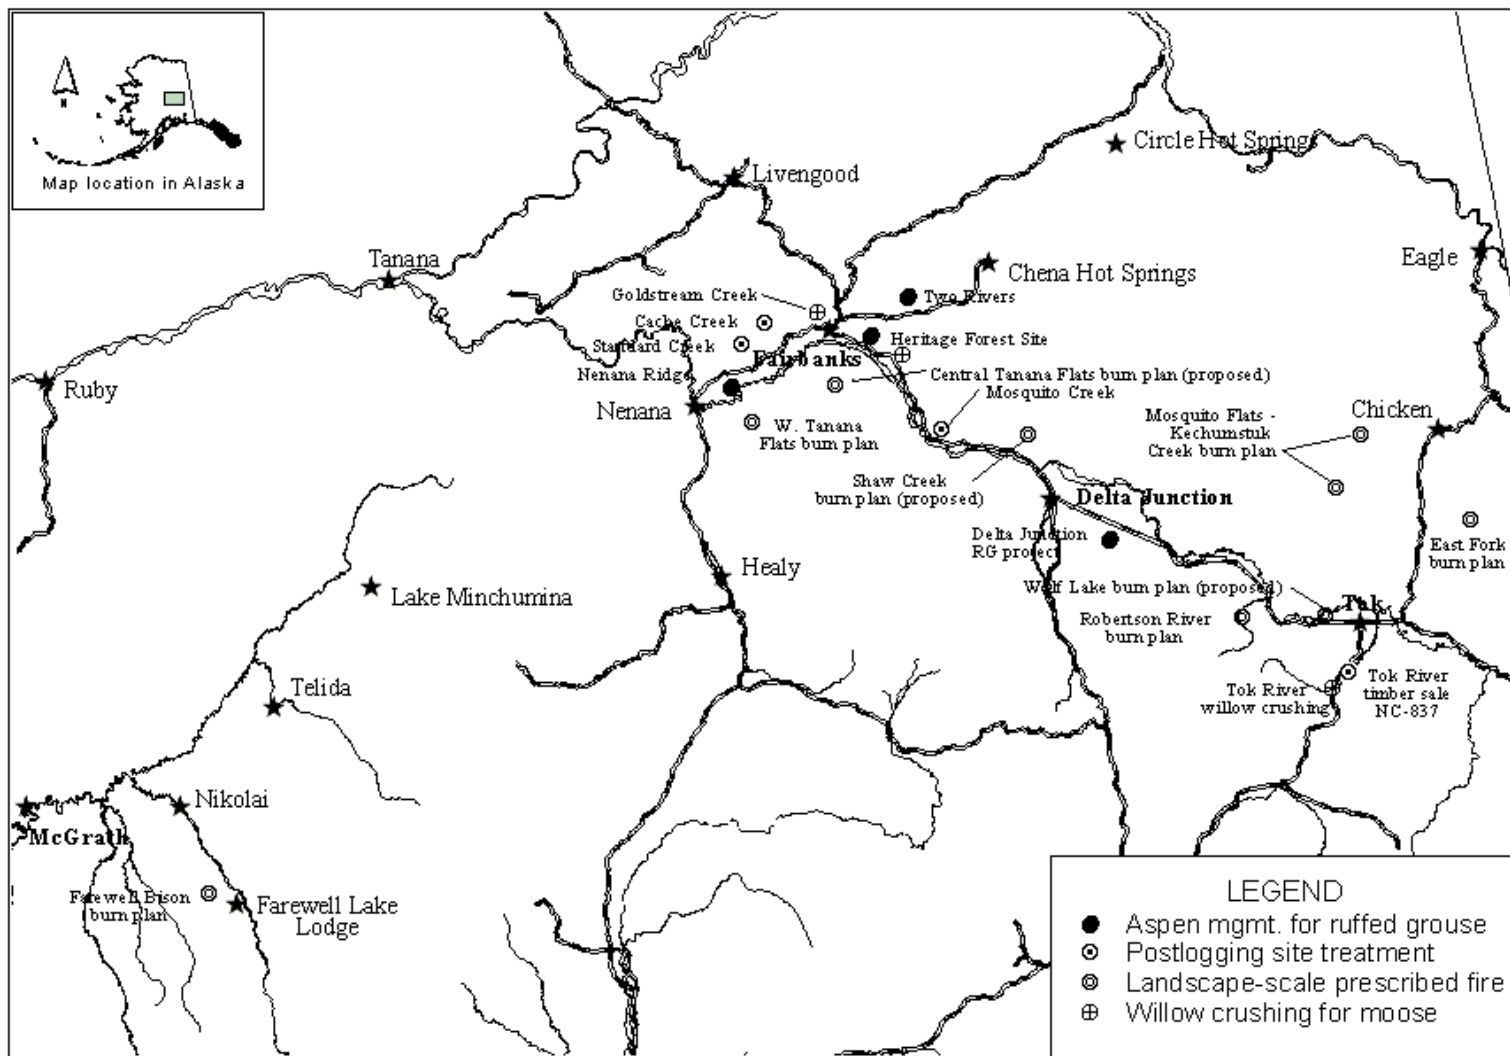 N
Map location in Alaska
Circle Hot Springs
Livengood
Tanana
Eagle
Chena Hot Springs
Goldstream Creek
Two Rivers
Cache Creek
Heritage Forest Site
Standard Creek
Fairbanks
Nenana Ridge
Central Tanana Flats burn plan (proposed)
Ruby
Mosquito Creek
Nenana
Chicken
Mosquito Flats -
Kechumstuk
Creek burn plan
W. Tanana
Flats burn plan
Shaw Creek
burn plan (proposed)
Delta Junction
Delta Junction
RG project
East Fork
burn plan
Healy
Lake Minchumina
Wolf Lake burn plan (proposed)
Tok
Robertson River
burn plan
Telida
Tok River
willow crushing
Tok River
timber sale
NC-837
Nikolai
McGrath
Farewell Bison
burn plan
Farewell Lake
Lodge
LEGEND
Aspen mgmt. for ruffed grouse
Postlogging site treatment
Landscape-scale prescribed fire
Willow crushing for moose